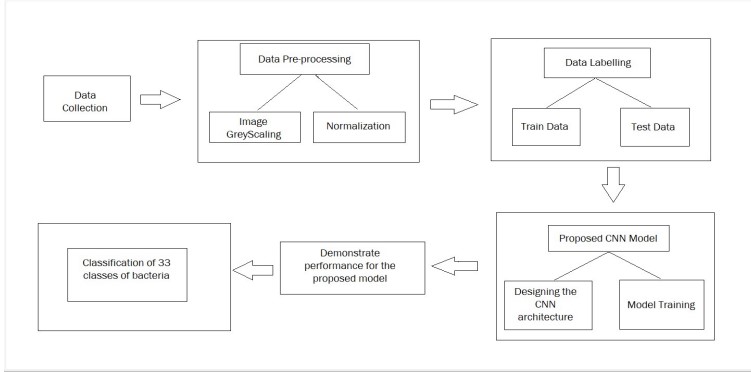 Data
Collection
Data Pre-processing
Image
GreyScaling
Normalization
Data Labelling
Train Data
Test Data
Proposed CNN Model
Designing the
CNN
architecture
Model Training
Demonstrate
performance for the
proposed model
Classification of 33
classes of bacteria